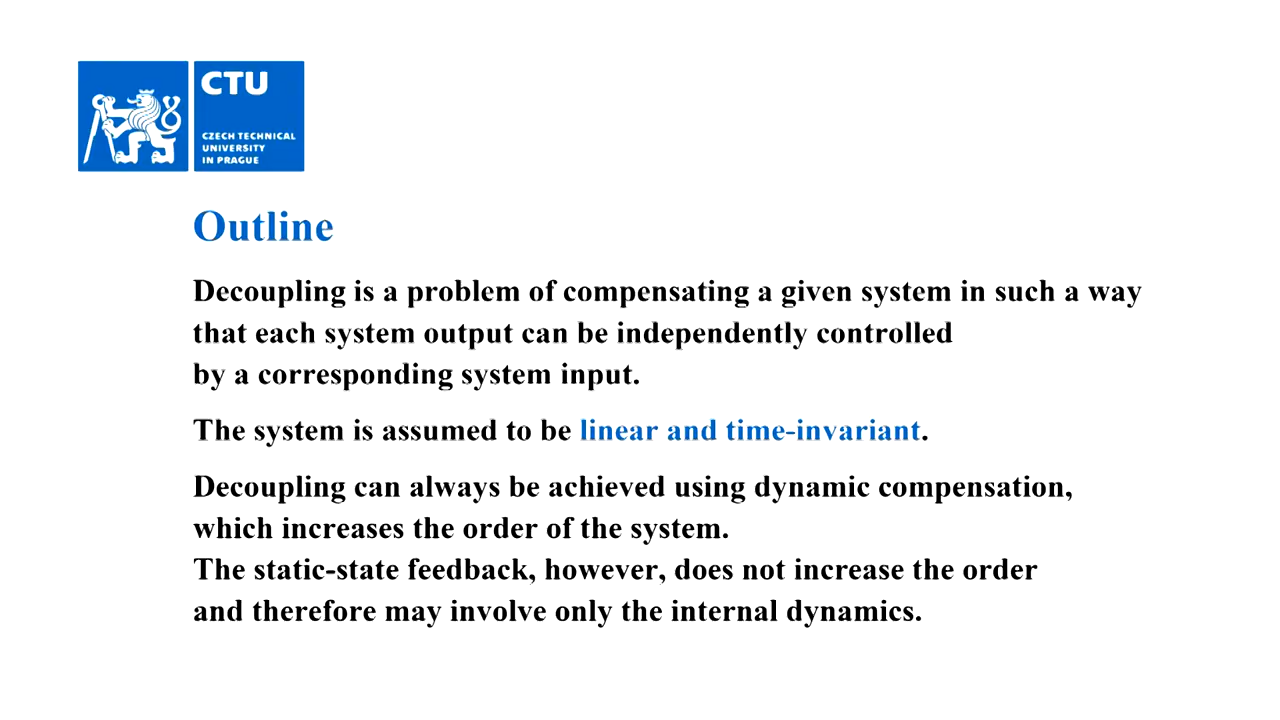 CTU
CZECH TECHNICAL
UNIVERSITY
IN PRAGUE
Outline
Decoupling is a problem of compensating a given system in such a way
that each system output can be independently controlled
by a corresponding system input.
The system is assumed to be linear and time-invariant.
Decoupling can always be achieved using dynamic compensation,
which increases the order of the system.
The static-state feedback, however, does not increase the order
and therefore may involve only the internal dynamics.